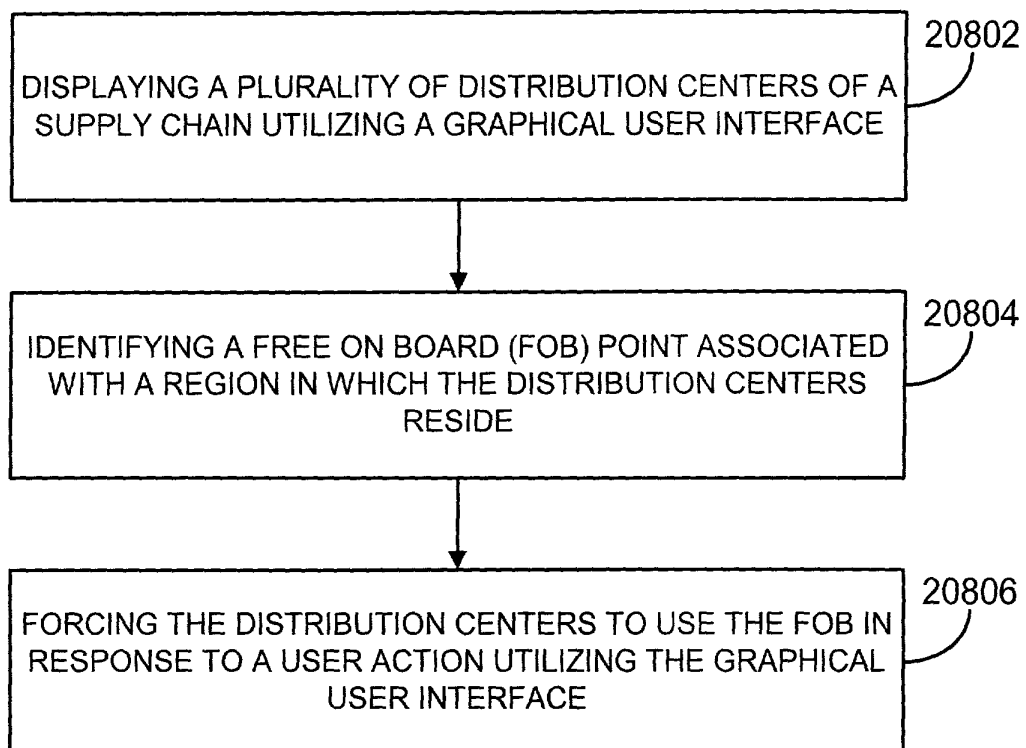 20802
DISPLAYING A PLURALITY OF DISTRIBUTION CENTERS OF A
SUPPLY CHAIN UTILIZING A GRAPHICAL USER INTERFACE
20804
IDENTIFYING A FREE ON BOARD (FOB) POINT ASSOCIATED
WITH A REGION IN WHICH THE DISTRIBUTION CENTERS
RESIDE
20806
FORCING THE DISTRIBUTION CENTERS TO USE THE FOB IN
RESPONSE TO A USER ACTION UTILIZING THE GRAPHICAL
USER INTERFACE